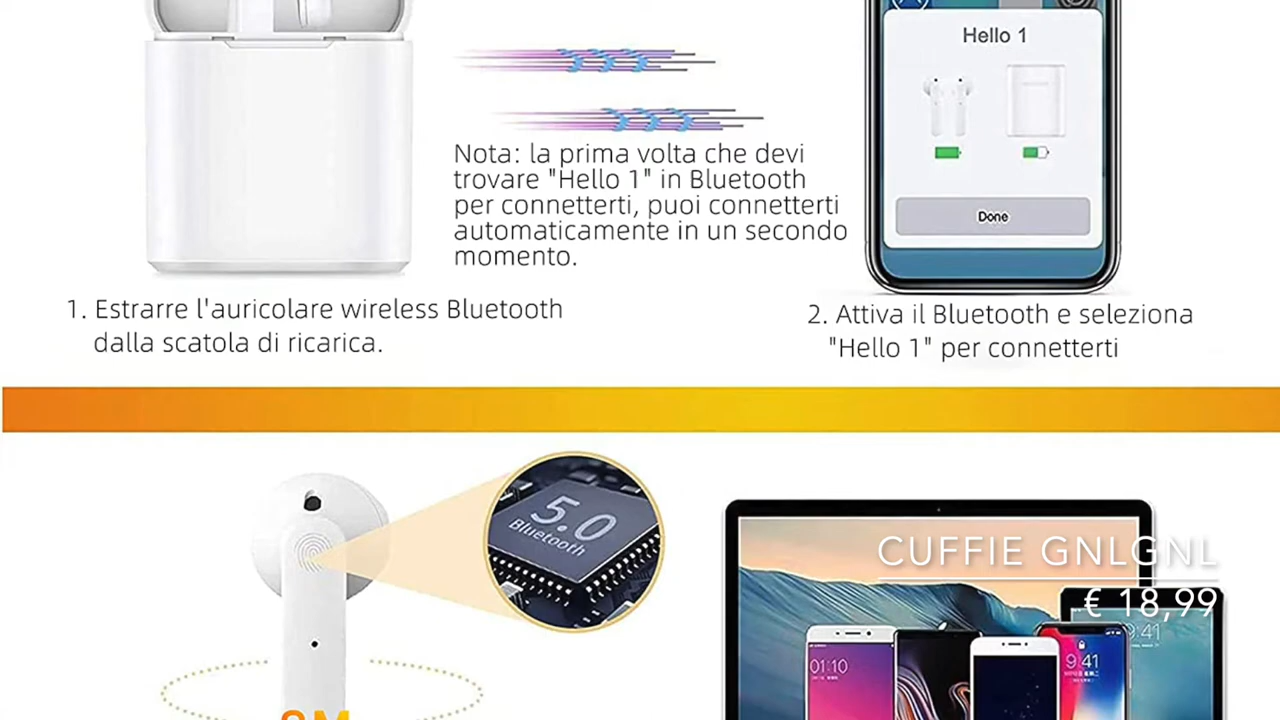 Hello 1
Done
Nota: la prima volta che devi
trovare "Hello 1" in Bluetooth
per connetterti, puoi connetterti
automaticamente in un secondo
momento.
1. Estrarre l'auricolare wireless Bluetooth
dalla scatola di ricarica.
2. Attiva il Bluetooth e seleziona
"Hello 1" per connetterti
5.0
Bluetooth
CUFFIE GNLGNL
€ 18,99
01:10
9:41
09:41